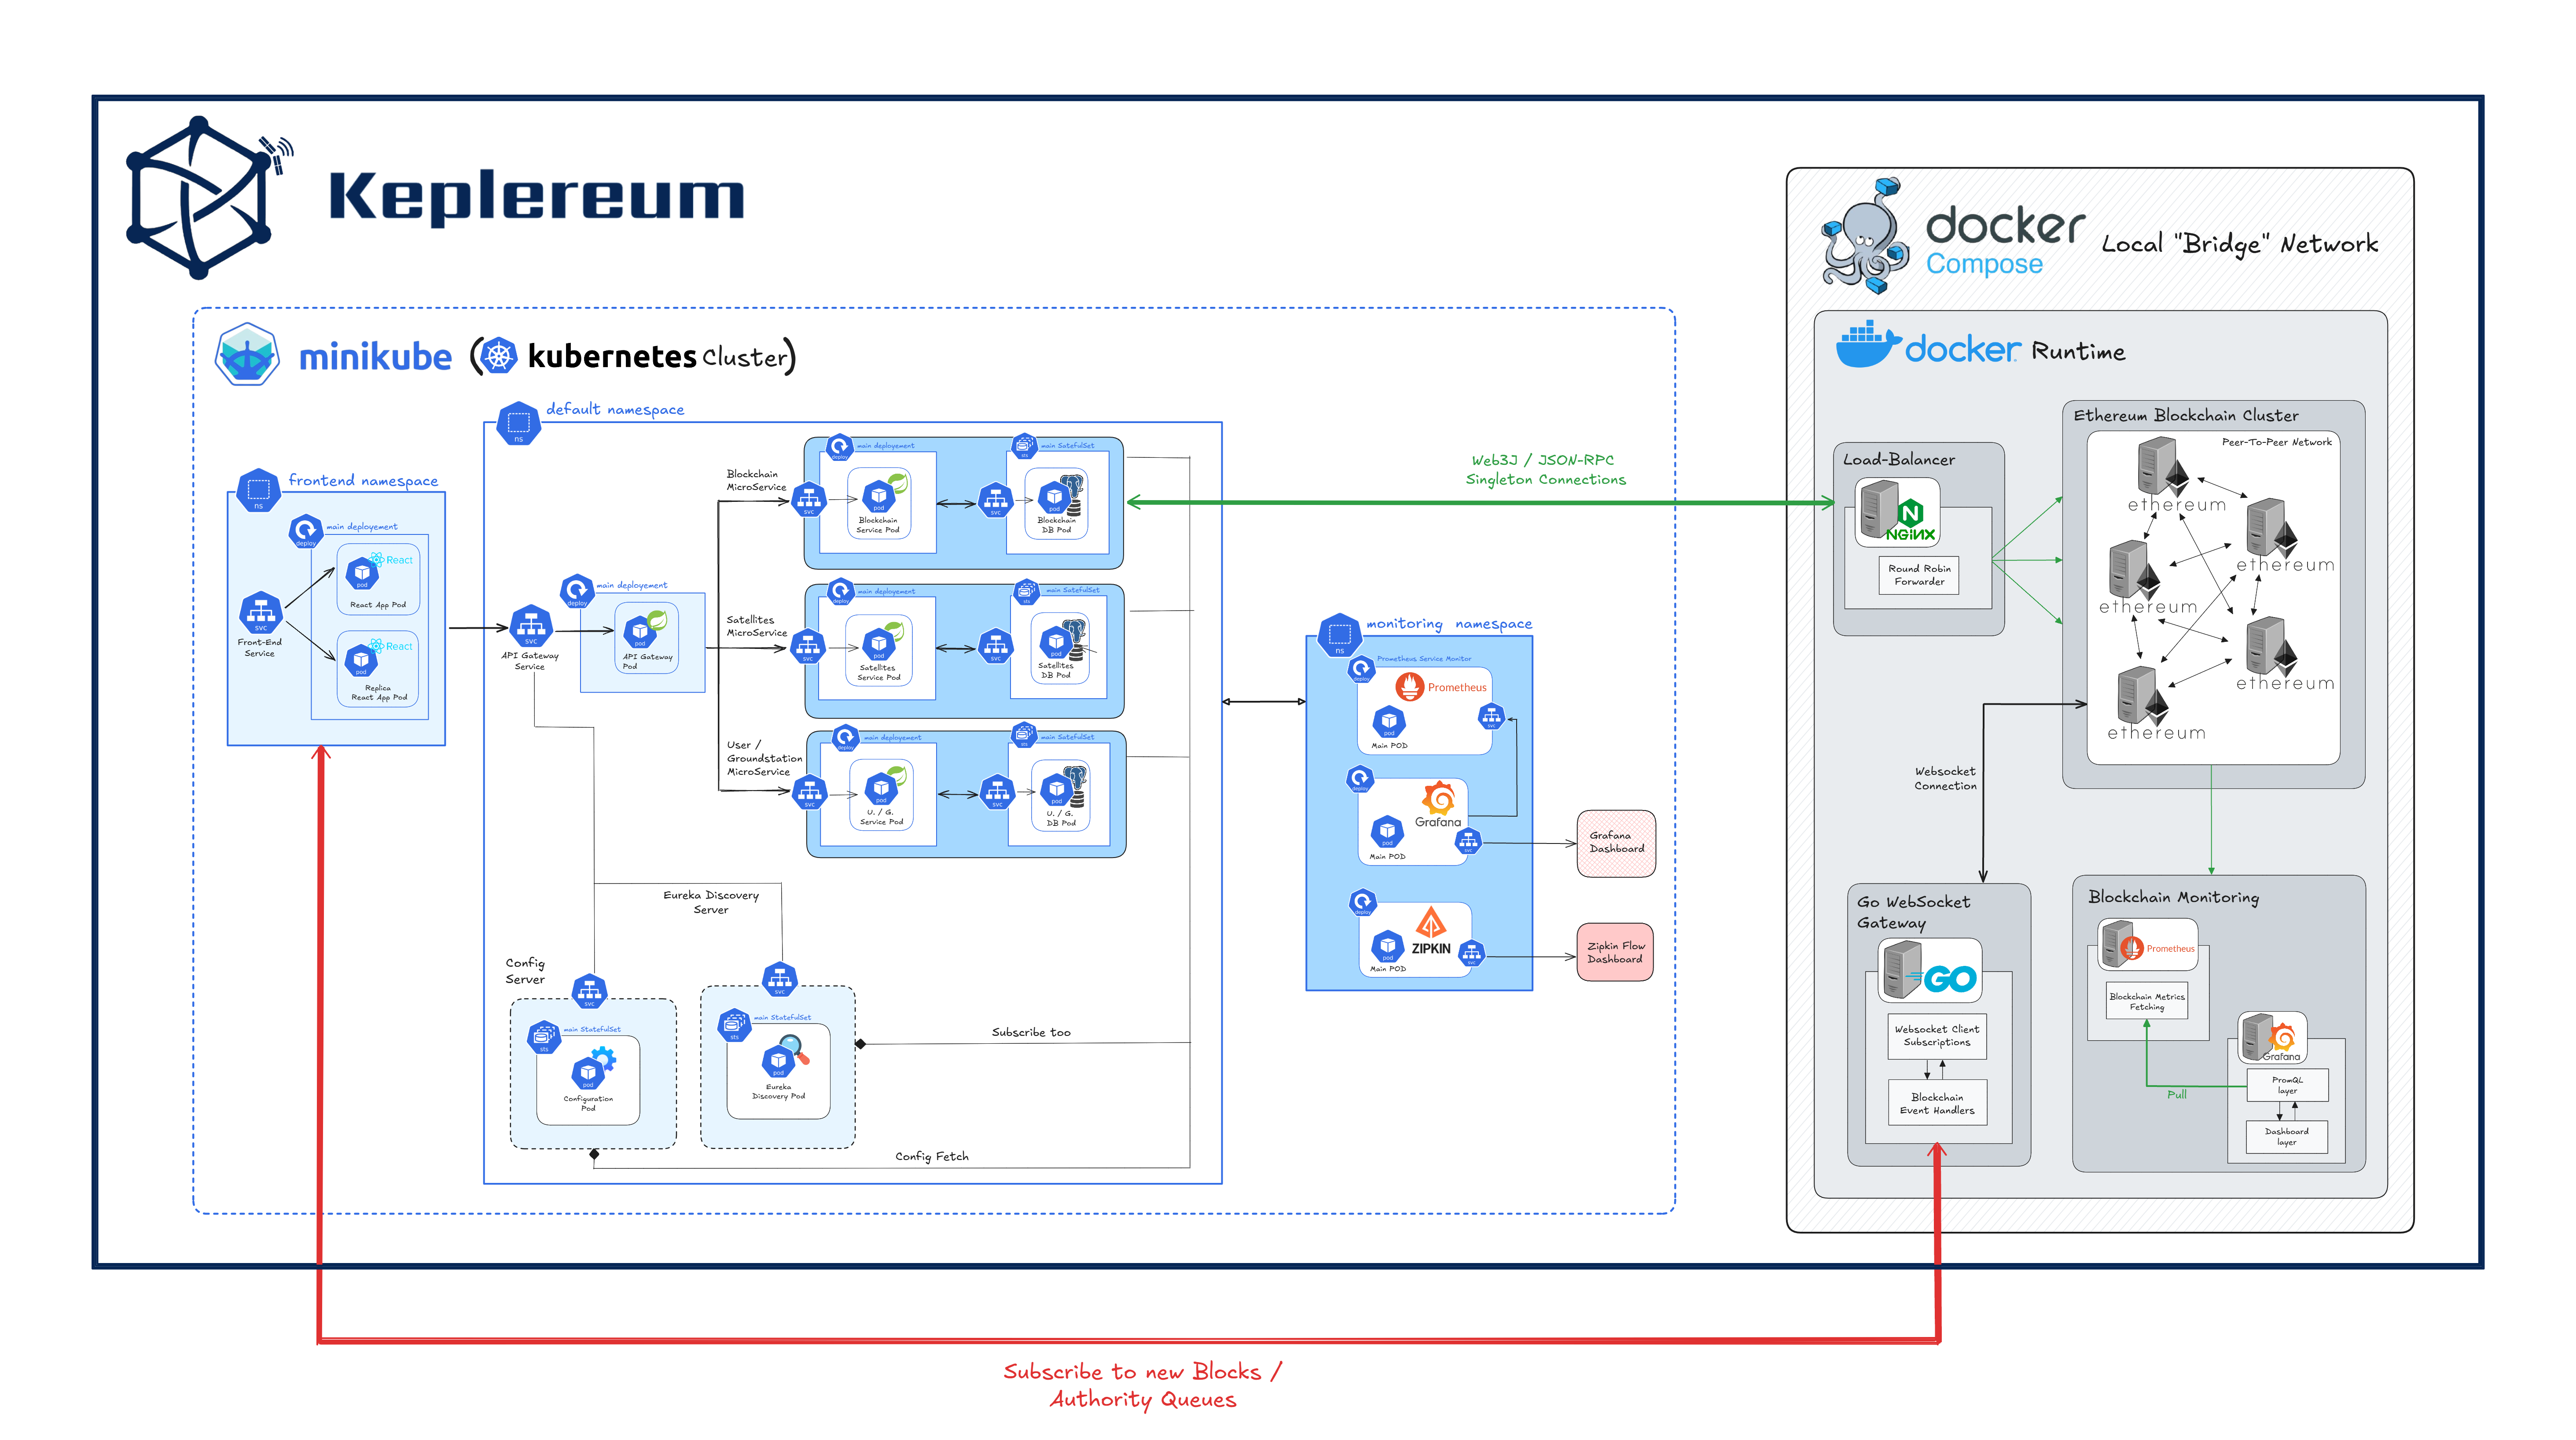 Keplereum
docker
Compose
Local "Bridge" Network
minikube
(kubernetes Cluster)
docker Runtime
default namespace
ns
frontend namespace
ns
main deployement
deploy
React
pod
React App Pod
React
pod
Replica
React App Pod
svc
Front-End
Service
svc
API Gateway
Service
main deployement
deploy
pod
API Gateway
Pod
Blockchain
MicroService
svc
main deployement
deploy
pod
Blockchain
Service Pod
svc
main SatefulSet
sts
pod
Blockchain
DB Pod
Satellites
MicroService
svc
main deployement
deploy
pod
Satellites
Service Pod
svc
main SatefulSet
sts
pod
Satellites
DB Pod
User /
Groundstation
MicroService
svc
main deployement
deploy
pod
U. / G.
Service Pod
svc
main SatefulSet
sts
pod
U. / G.
DB Pod
Eureka Discovery
Server
Config
Server
svc
main StatefulSet
sts
pod
Configuration
Pod
svc
main StatefulSet
sts
pod
Eureka
Discovery Pod
Subscribe too
Config Fetch
Web3J / JSON-RPC
Singleton Connections
monitoring namespace
ns
Prometheus Service Monitor
deploy
Prometheus
pod
Main POD
svc
deploy
Grafana
pod
Main POD
svc
Grafana
Dashboard
deploy
ZIPKIN
pod
Main POD
svc
Zipkin Flow
Dashboard
Load-Balancer
NGINX
Round Robin
Forwarder
Ethereum Blockchain Cluster
Peer-To-Peer Network
ethereum
ethereum
ethereum
ethereum
ethereum
Websocket
Connection
Go WebSocket
Gateway
GO
Websocket Client
Subscriptions
Blockchain
Event Handlers
Blockchain Monitoring
Prometheus
Blockchain Metrics
Fetching
Grafana
PromQL
layer
Pull
Dashboard
layer
Subscribe to new Blocks /
Authority Queues